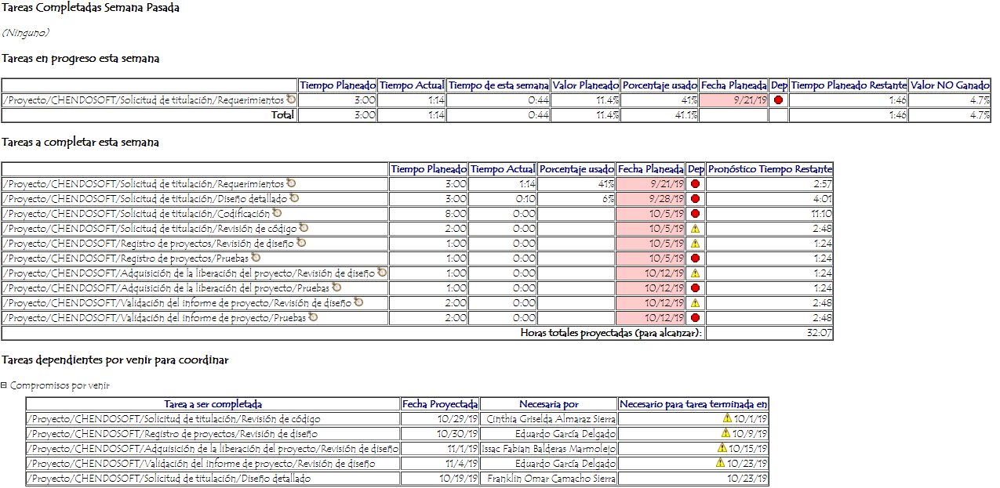 Tareas Completadas Semana Pasada
(Ninguno)
Tareas en progreso esta semana
Tiempo Planeado Tiempo Actual Tiempo de esta semana Valor Planeado Porcentaje usado Fecha Planeada Dep Tiempo Planeado Restante Valor NO Ganado
/Proyecto/CHENDOSOFT/Solicitud de titulación/Requerimientos 3:00 1:14 0:44 11.4% 41% 9/21/19 1:46 4.7%
Total 3:00 1:14 0:44 11.4% 41.1% 1:46 4.7%
Tareas a completar esta semana
Tiempo Planeado Tiempo Actual Porcentaje usado Fecha Planeada Dep Pronóstico Tiempo Restante
/Proyecto/CHENDOSOFT/Solicitud de titulación/Requerimientos 3:00 1:14 41% 9/21/19 2:57
/Proyecto/CHENDOSOFT/Solicitud de titulación/Diseño detallado 3:00 0:10 6% 9/28/19 4:01
/Proyecto/CHENDOSOFT/Solicitud de titulación/Codificación 8:00 0:00 10/5/19 11:10
/Proyecto/CHENDOSOFT/Solicitud de titulación/Revisión de código 2:00 0:00 10/5/19 2:48
/Proyecto/CHENDOSOFT/Registro de proyectos/Revisión de diseño 1:00 0:00 10/5/19 1:24
/Proyecto/CHENDOSOFT/Registro de proyectos/Pruebas 1:00 0:00 10/5/19 1:24
/Proyecto/CHENDOSOFT/Adquisición de la liberación del proyecto/Revisión de diseño 1:00 0:00 10/12/19 1:24
/Proyecto/CHENDOSOFT/Adquisición de la liberación del proyecto/Pruebas 1:00 0:00 10/12/19 1:24
/Proyecto/CHENDOSOFT/Validación del informe de proyecto/Revisión de diseño 2:00 0:00 10/12/19 2:48
/Proyecto/CHENDOSOFT/Validación del informe de proyecto/Pruebas 2:00 0:00 10/12/19 2:48
Horas totales proyectadas (para alcanzar): 32:07
Tareas dependientes por venir para coordinar
Compromisos por venir
Tarea a ser completada Fecha Proyectada Necesaria por Necesario para tarea terminada en
/Proyecto/CHENDOSOFT/Solicitud de titulación/Revisión de código 10/29/19 Cinthia Griselda Almaraz Sierra 10/1/19
/Proyecto/CHENDOSOFT/Registro de proyectos/Revisión de diseño 10/30/19 Eduardo García Delgado 10/9/19
/Proyecto/CHENDOSOFT/Adquisición de la liberación del proyecto/Revisión de diseño 11/1/19 Issac Fabian Balderas Marmolejo 10/15/19
/Proyecto/CHENDOSOFT/Validación del informe de proyecto/Revisión de diseño 11/4/19 Eduardo García Delgado 10/23/19
/Proyecto/CHENDOSOFT/Solicitud de titulación/Diseño detallado 10/19/19 Franklin Omar Camacho Sierra 10/23/19